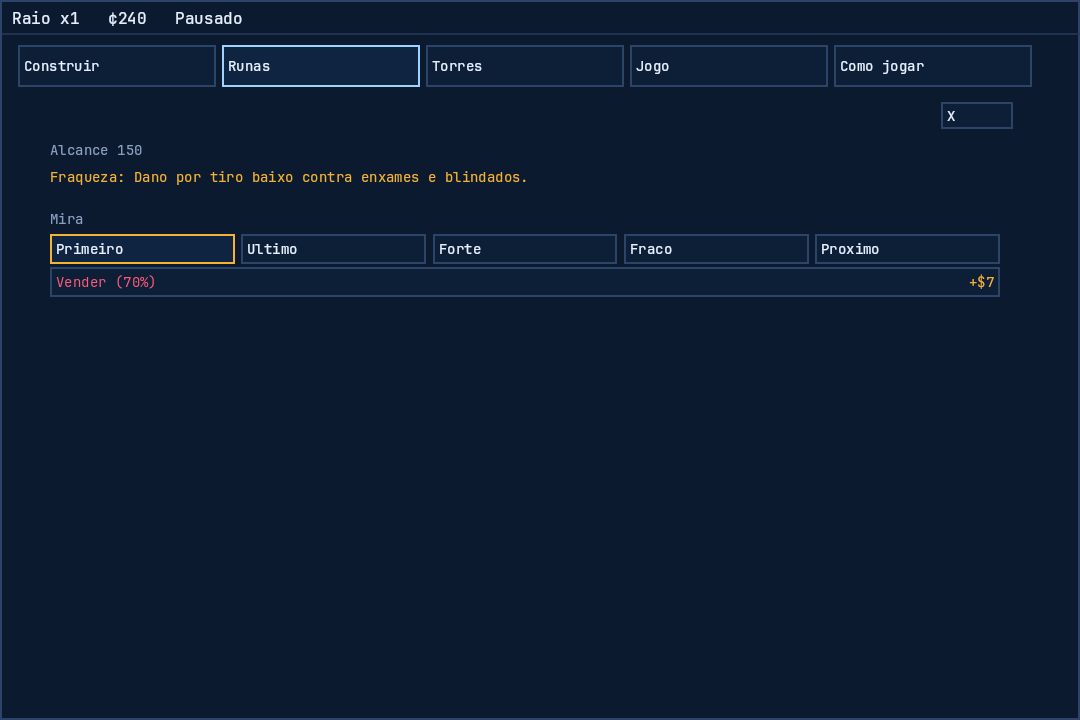 Raio x1 ₵240 Pausado
Construir Runas Torres Jogo Como jogar
X
Alcance 150
Fraqueza: Dano por tiro baixo contra enxames e blindados.
Mira
Primeiro Ultimo Forte Fraco Proximo
Vender (70%) +$7